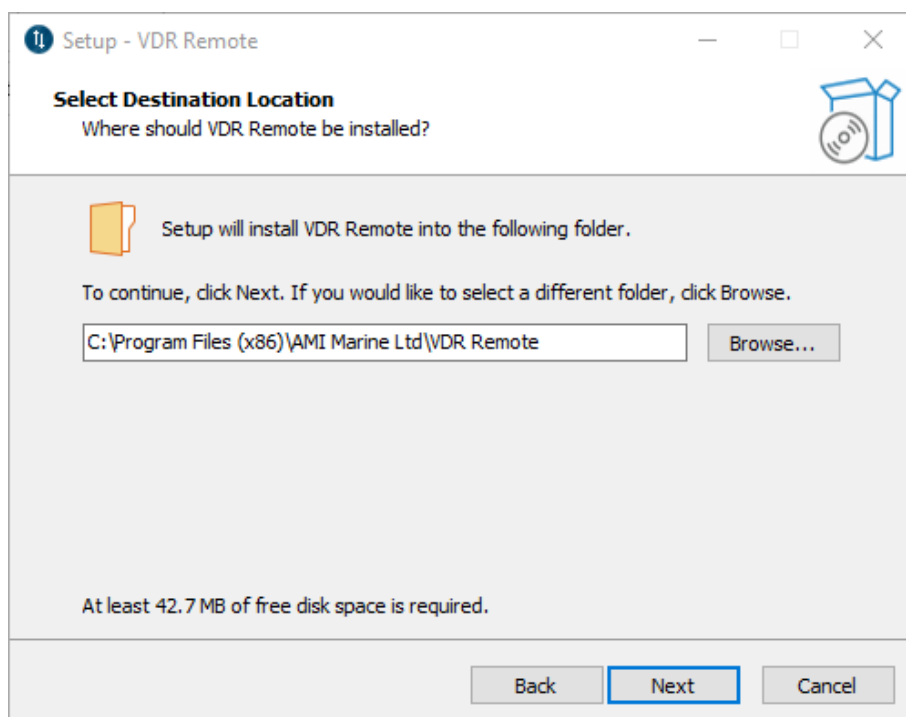 Setup - VDR Remote
Select Destination Location
Where should VDR Remote be installed?
Setup will install VDR Remote into the following folder.
To continue, click Next. If you would like to select a different folder, click Browse.
C:\Program Files (x86)\AMI Marine Ltd\VDR Remote
Browse...
At least 42.7 MB of free disk space is required.
Back
Next
Cancel